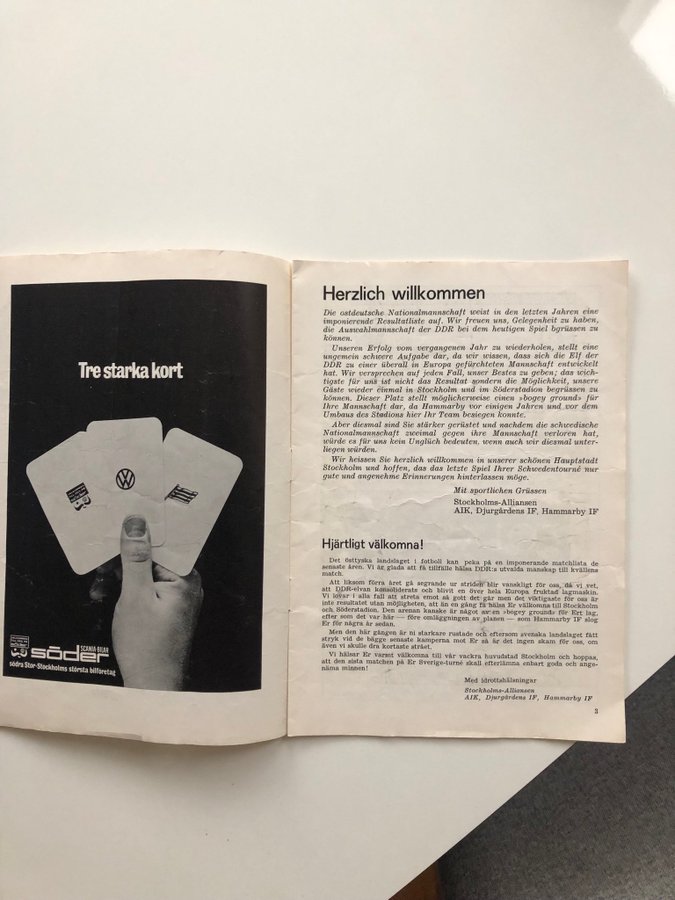 Tre starka kort
SCANIA-BILAR
söder
södra Stor-Stockholms största bilföretag
Herzlich willkommen
Die ostdeutsche Nationalmannschaft weist in den letzten Jahren eine
imponierende Resultatliste auf. Wir freuen uns, Gelegenheit zu haben,
die Auswahlmannschaft der DDR bei dem heutigen Spiel bgrüssen zu
können.
Unseren Erfolg vom vergangenen Jahr zu wiederholen, stellt eine
ungemein schwere Aufgabe dar, da wir wissen, dass sich die Elf der
DDR zu einer überall in Europa gefürchteten Mannschaft entwickelt
hat. Wir versprechen auf jeden Fall, unser Bestes zu geben; das wich-
tigste für uns ist nicht das Resultat sondern die Möglichkeit, unsere
Gäste wieder einmal in Stockholm und im Söderstadion begrüssen zu
können. Dieser Platz stellt möglicherweise einen »bogey ground» für
Ihre Mannschaft dar, da Hammarby vor einigen Jahren und vor dem
Umbaus des Stadions hier Ihr Team besiegen konnte.
Aber diesmal sind Sie stärker gerüstet und nachdem die schwedische
Nationalmannschaft zweimal gegen ihre Mannschaft verloren hat,
würde es für uns kein Unglück bedeuten, wenn auch wir diesmal unter-
liegen würden.
Wir heissen Sie herzlich willkommen in unserer schönen Hauptstadt
Stockholm und hoffen, das das letzte Spiel Ihrer Schwedentourné nur
gute und angenehme Erinnerungen hinterlassen möge.
Mit sportlichen Grüssen
Stockholms-Alliansen
AIK, Djurgårdens IF, Hammarby IF
Hjärtligt välkomna!
Det östtyska landslaget i fotboll kan peka på en imponerande matchlista de
senaste åren. Vi är glada att få tillfälle hälsa DDR:s utvalda manskap till kvällens
match.
Att liksom förra året gå segrande ur striden blir vanskligt för oss, då vi vet,
att DDR-elvan konsoliderats och blivit en över hela Europa fruktad lagmaskin.
Vi lovar i alla fall att streta emot så gott det går men det viktigaste för oss är
inte resultatet utan möjligheten, att än en gång få hälsa Er välkomna till Stockholm
och Söderstadion. Den arenan kanske är något av en »bogey ground» för Ert lag,
efter som det var här — före omläggningen av planen — som Hammarby IF slog
Er för några år sedan.
Men den här gången är ni starkare rustade och eftersom svenska landslaget fått
stryk vid de bägge senaste kamperna mot Er så är det ingen skam för oss, om
även vi skulle dra kortaste strået.
Vi hälsar Er varmt välkomna till vår vackra huvudstad Stockholm och hoppas,
att den sista matchen på Er Sverige-turné skall efterlämna enbart goda och ange-
näma minnen!
Med idrottshälsningar
Stockholms-Alliansen
AIK, Djurgårdens IF, Hammarby IF
3